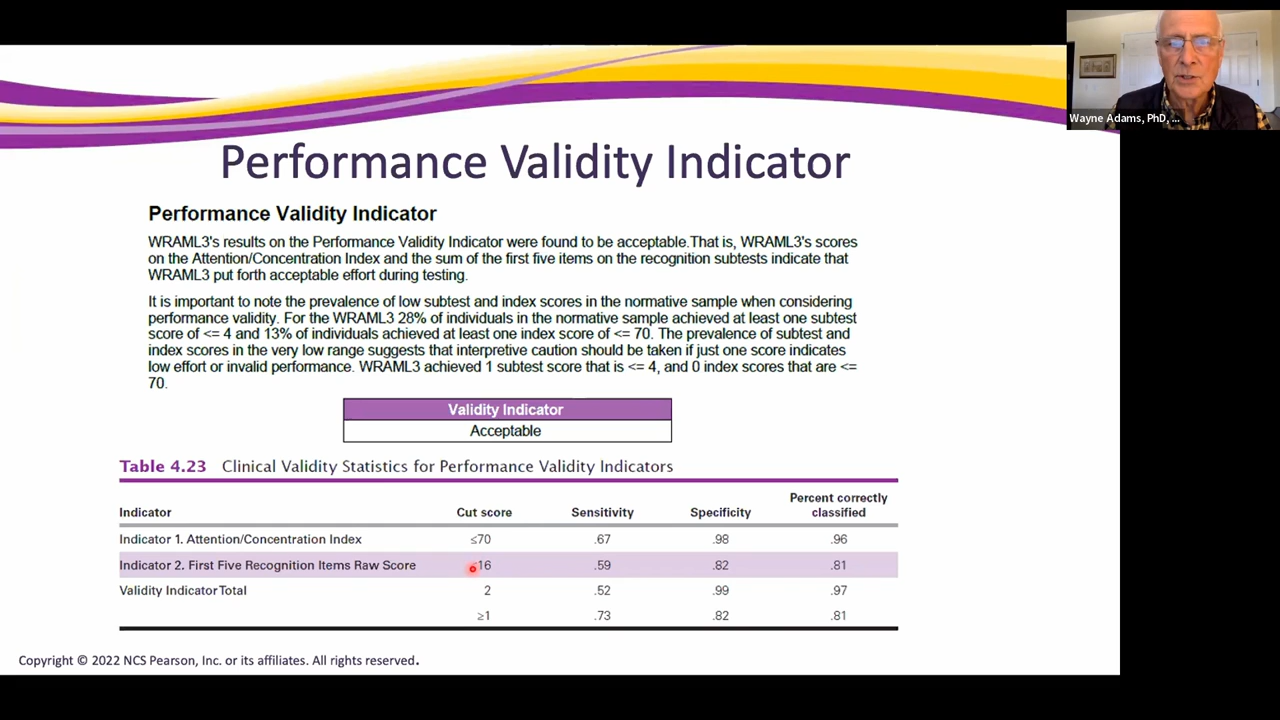 Wayne Adams, PhD, ...
Performance Validity Indicator
Performance Validity Indicator
WRAML3's results on the Performance Validity Indicator were found to be acceptable.That is, WRAML3's scores
on the Attention/Concentration Index and the sum of the first five items on the recognition subtests indicate that
WRAML3 put forth acceptable effort during testing.
It is important to note the prevalence of low subtest and index scores in the normative sample when considering
performance validity. For the WRAML3 28% of individuals in the normative sample achieved at least one subtest
score of <= 4 and 13% of individuals achieved at least one index score of <= 70. The prevalence of subtest and
index scores in the very low range suggests that interpretive caution should be taken if just one score indicates
low effort or invalid performance. WRAML3 achieved 1 subtest score that is <= 4, and 0 index scores that are <=
70.
Validity Indicator
Acceptable
Table 4.23 Clinical Validity Statistics for Performance Validity Indicators
Indicator Cut score Sensitivity Specificity Percent correctly
classified
Indicator 1. Attention/Concentration Index ≤70 .67 .98 .96
Indicator 2. First Five Recognition Items Raw Score 16 .59 .82 .81
Validity Indicator Total 2 .52 .99 .97
≥1 .73 .82 .81
Copyright © 2022 NCS Pearson, Inc. or its affiliates. All rights reserved.